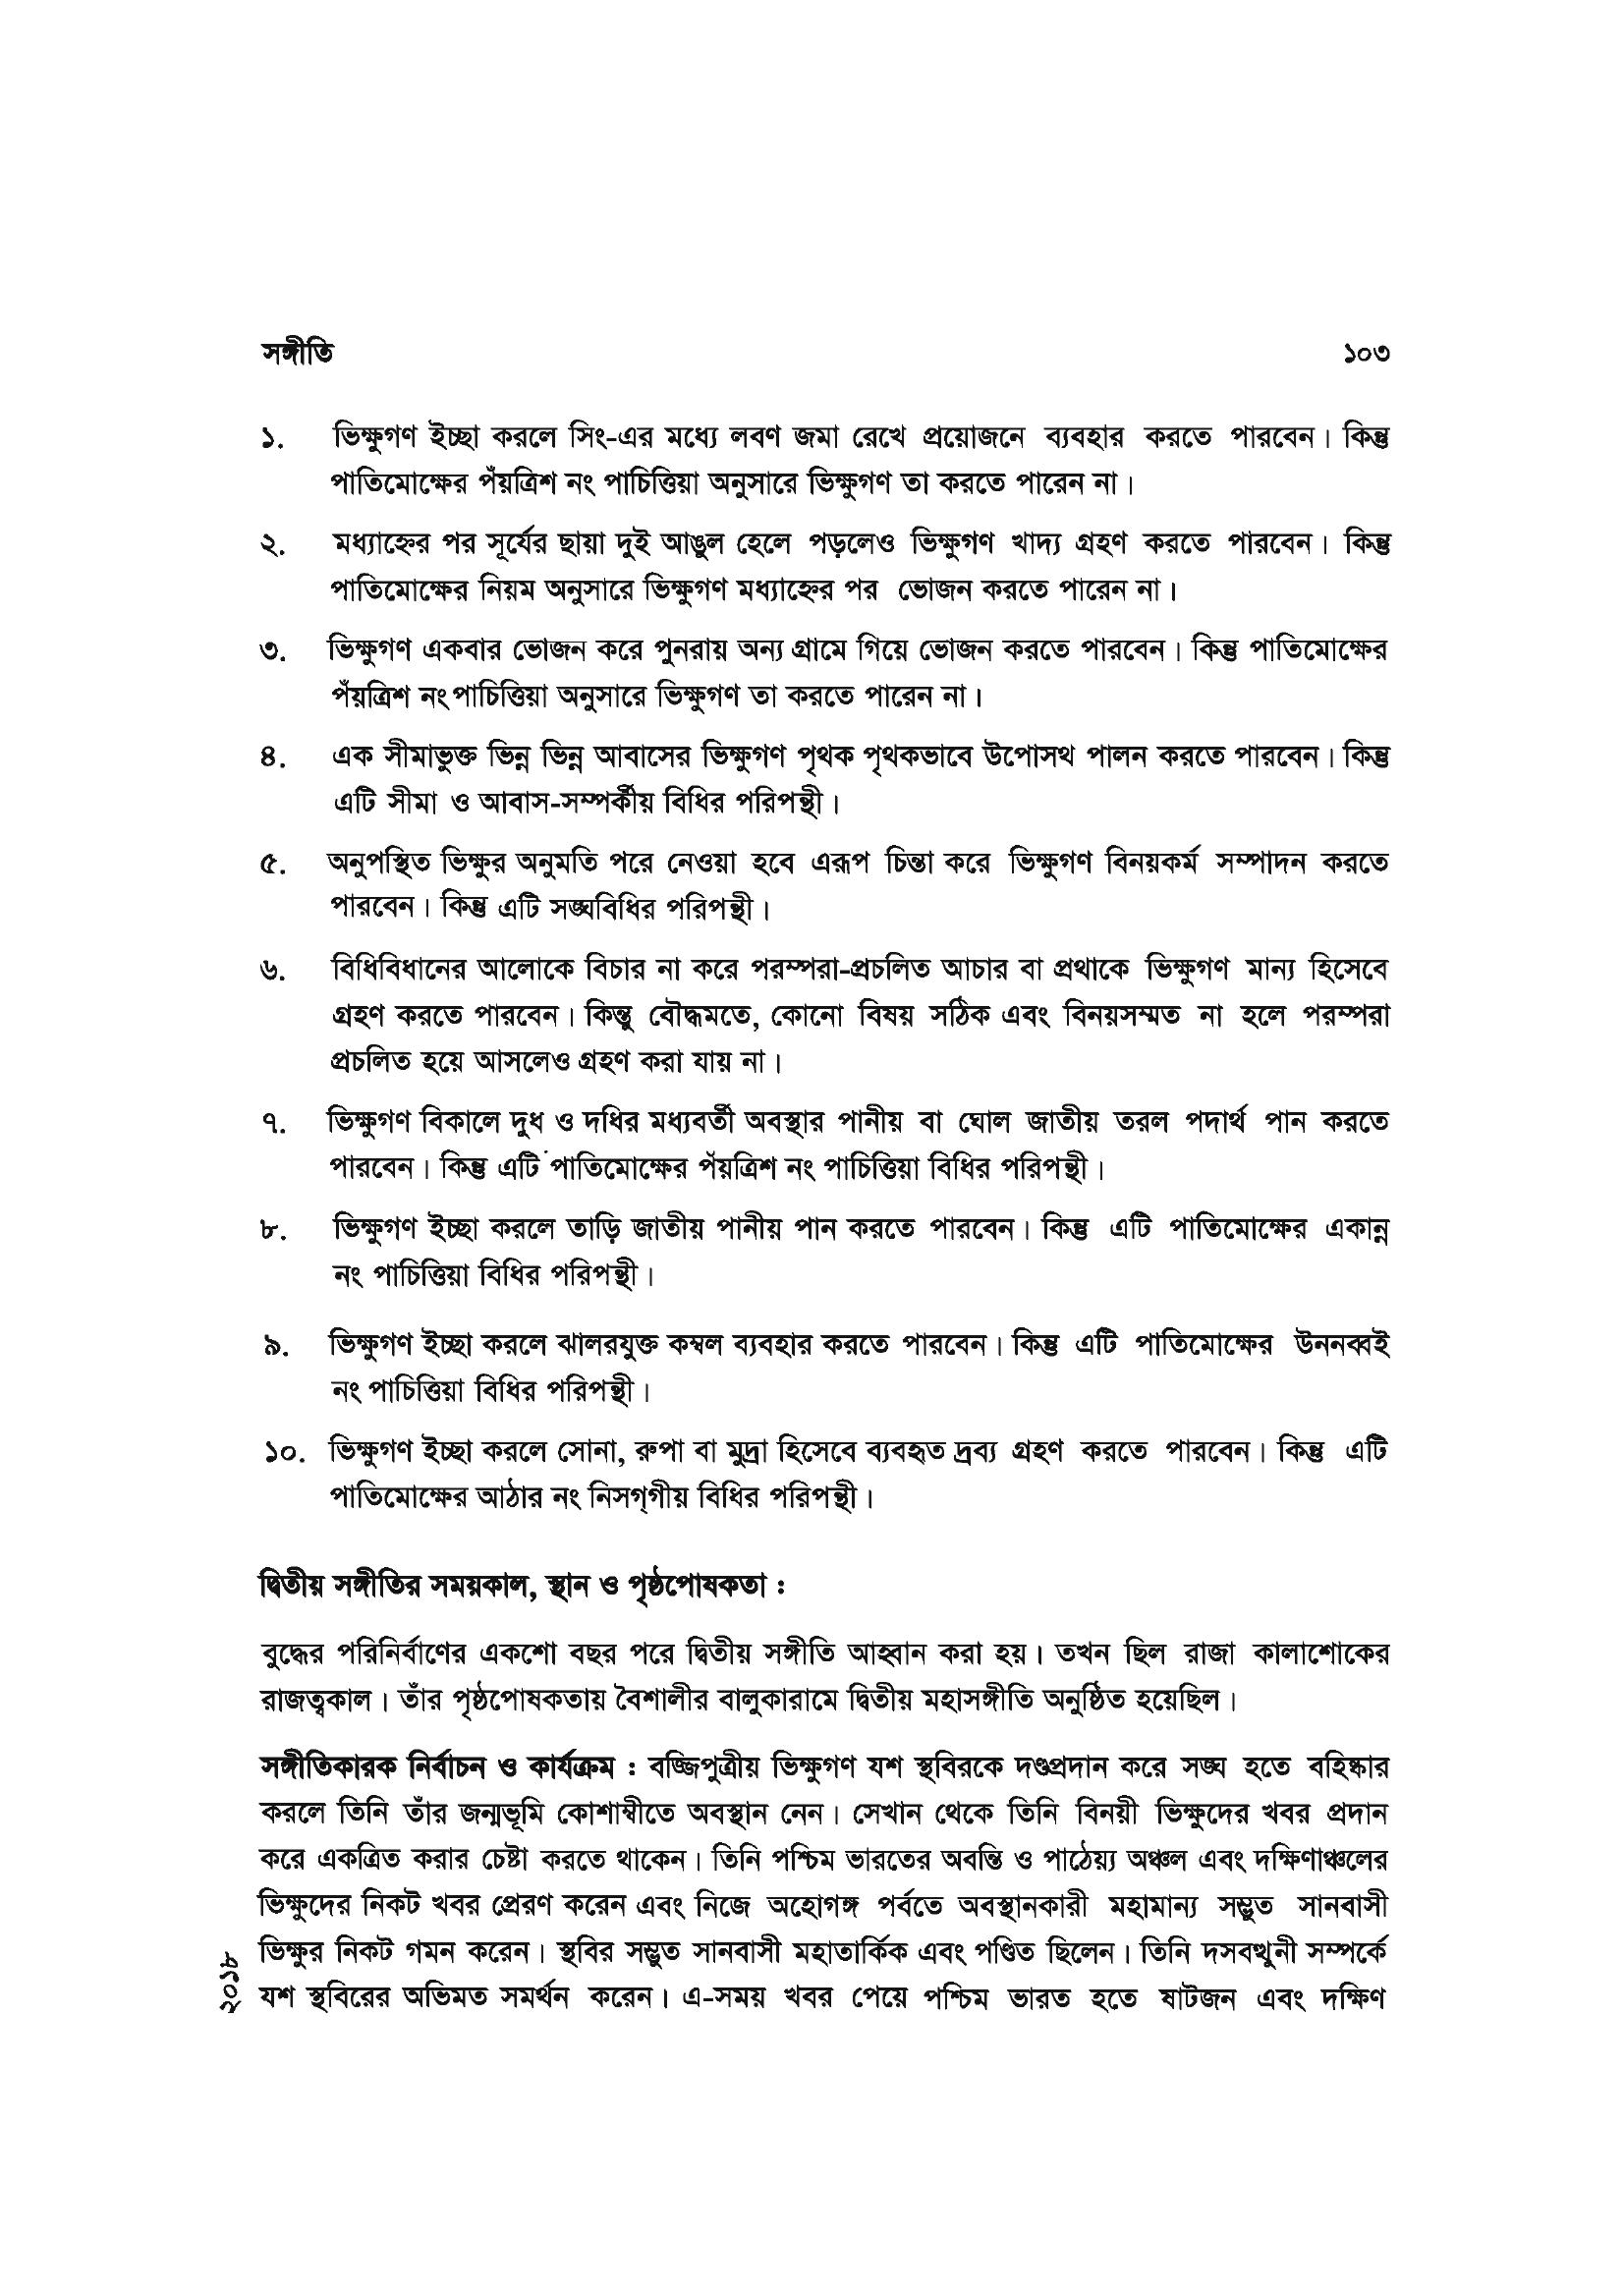 সঙ্গীতি ১০৩
১. ভিক্ষুগণ ইচ্ছা করলে সিং-এর মধ্যে লবণ জমা রেখে প্রয়োজনে ব্যবহার করতে পারবেন। কিন্তু
পাতিমোক্ষের পঁয়ত্রিশ নং পাচিত্তিয়া অনুসারে ভিক্ষুগণ তা করতে পারেন না।
২. মধ্যাহ্নের পর সূর্যের ছায়া দুই আঙুল হেলে পড়লেও ভিক্ষুগণ খাদ্য গ্রহণ করতে পারবেন। কিন্তু
পাতিমোক্ষের নিয়ম অনুসারে ভিক্ষুগণ মধ্যাহ্নের পর ভোজন করতে পারেন না।
৩. ভিক্ষুগণ একবার ভোজন করে পুনরায় অন্য গ্রামে গিয়ে ভোজন করতে পারবেন। কিন্তু পাতিমোক্ষের
পঁয়ত্রিশ নং পাচিত্তিয়া অনুসারে ভিক্ষুগণ তা করতে পারেন না।
৪. এক সীমাভুক্ত ভিন্ন ভিন্ন আবাসের ভিক্ষুগণ পৃথক পৃথকভাবে উপোসথ পালন করতে পারবেন। কিন্তু
এটি সীমা ও আবাস-সম্পর্কীয় বিধির পরিপন্থী।
৫. অনুপস্থিত ভিক্ষুর অনুমতি পরে নেওয়া হবে এরূপ চিন্তা করে ভিক্ষুগণ বিনয়কর্ম সম্পাদন করতে
পারবেন। কিন্তু এটি সঙ্ঘবিধির পরিপন্থী।
৬. বিধিবিধানের আলোকে বিচার না করে পরম্পরা-প্রচলিত আচার বা প্রথাকে ভিক্ষুগণ মান্য হিসেবে
গ্রহণ করতে পারবেন। কিন্তু বৌদ্ধমতে, কোনো বিষয় সঠিক এবং বিনয়সম্মত না হলে পরম্পরা
প্রচলিত হয়ে আসলেও গ্রহণ করা যায় না।
৭. ভিক্ষুগণ বিকালে দুধ ও দধির মধ্যবর্তী অবস্থার পানীয় বা ঘোল জাতীয় তরল পদার্থ পান করতে
পারবেন। কিন্তু এটি পাতিমোক্ষের পঁয়ত্রিশ নং পাচিত্তিয়া বিধির পরিপন্থী।
৮. ভিক্ষুগণ ইচ্ছা করলে তাড়ি জাতীয় পানীয় পান করতে পারবেন। কিন্তু এটি পাতিমোক্ষের একান্ন
নং পাচিত্তিয়া বিধির পরিপন্থী।
৯. ভিক্ষুগণ ইচ্ছা করলে ঝালরযুক্ত কম্বল ব্যবহার করতে পারবেন। কিন্তু এটি পাতিমোক্ষের উননব্বই
নং পাচিত্তিয়া বিধির পরিপন্থী।
১০. ভিক্ষুগণ ইচ্ছা করলে সোনা, রুপা বা মুদ্রা হিসেবে ব্যবহৃত দ্রব্য গ্রহণ করতে পারবেন। কিন্তু এটি
পাতিমোক্ষের আঠার নং নিসগ্গীয় বিধির পরিপন্থী।
দ্বিতীয় সঙ্গীতির সময়কাল, স্থান ও পৃষ্ঠপোষকতা :
বুদ্ধের পরিনির্বাণের একশো বছর পরে দ্বিতীয় সঙ্গীতি আহ্বান করা হয়। তখন ছিল রাজা কালাশোকের
রাজত্বকাল। তাঁর পৃষ্ঠপোষকতায় বৈশালীর বালুকারামে দ্বিতীয় মহাসঙ্গীতি অনুষ্ঠিত হয়েছিল।
সঙ্গীতিকারক নির্বাচন ও কার্যক্রম : বজ্জিপুত্রীয় ভিক্ষুগণ যশ স্থবিরকে দণ্ডপ্রদান করে সঙ্ঘ হতে বহিষ্কার
করলে তিনি তাঁর জন্মভূমি কোশাম্বীতে অবস্থান নেন। সেখান থেকে তিনি বিনয়ী ভিক্ষুদের খবর প্রদান
করে একত্রিত করার চেষ্টা করতে থাকেন। তিনি পশ্চিম ভারতের অবন্তি ও পাঠেয়্য অঞ্চল এবং দক্ষিণাঞ্চলের
ভিক্ষুদের নিকট খবর প্রেরণ করেন এবং নিজে অহোগঙ্গ পর্বতে অবস্থানকারী মহামান্য সম্ভূত সানবাসী
ভিক্ষুর নিকট গমন করেন। স্থবির সম্ভূত সানবাসী মহাতার্কিক এবং পণ্ডিত ছিলেন। তিনি দসবত্থুনী সম্পর্কে
যশ স্থবিরের অভিমত সমর্থন করেন। এ-সময় খবর পেয়ে পশ্চিম ভারত হতে ষাটজন এবং দক্ষিণ
২০১৮